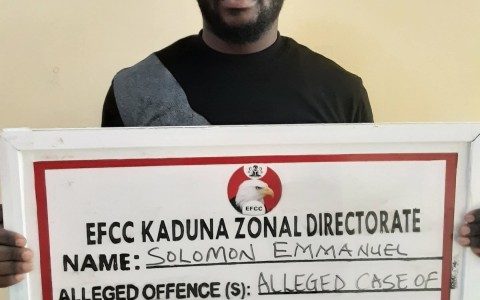 EFCC
EFCC KADUNA ZONAL DIRECTORATE
NAME: SOLOMON EMMANUEL
ALLEGED OFFENCE (S): ALLEGED CASE OF